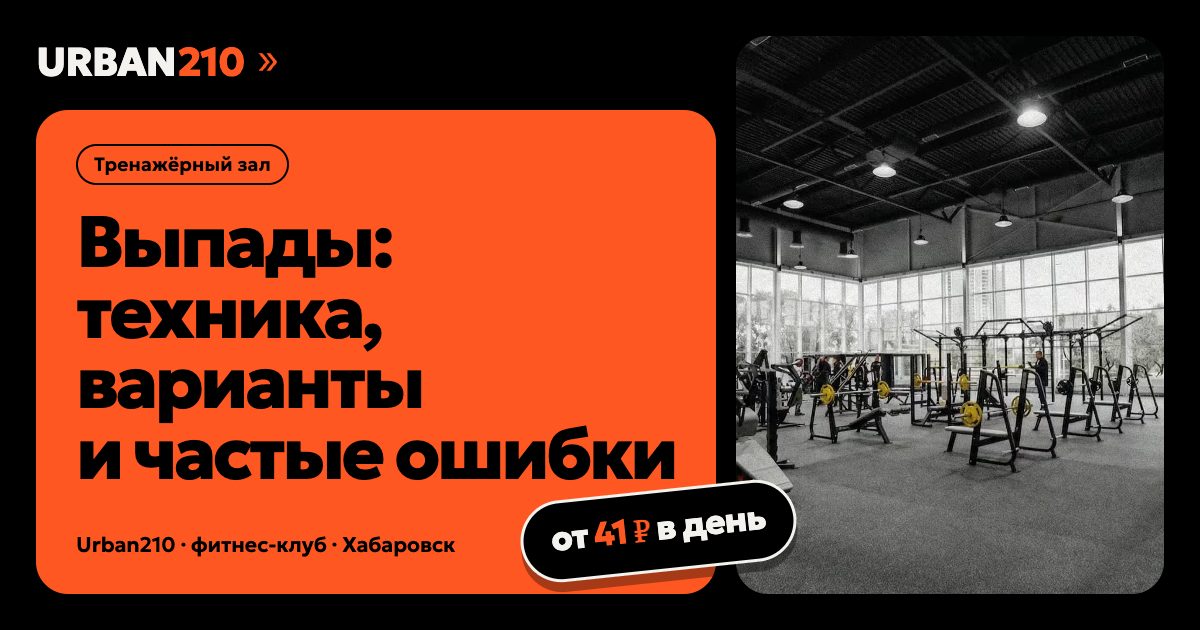 URBAN210 »
Тренажёрный зал
Выпады:
техника,
варианты
и частые ошибки
Urban210 · фитнес-клуб · Хабаровск
от 41 ₽ в день